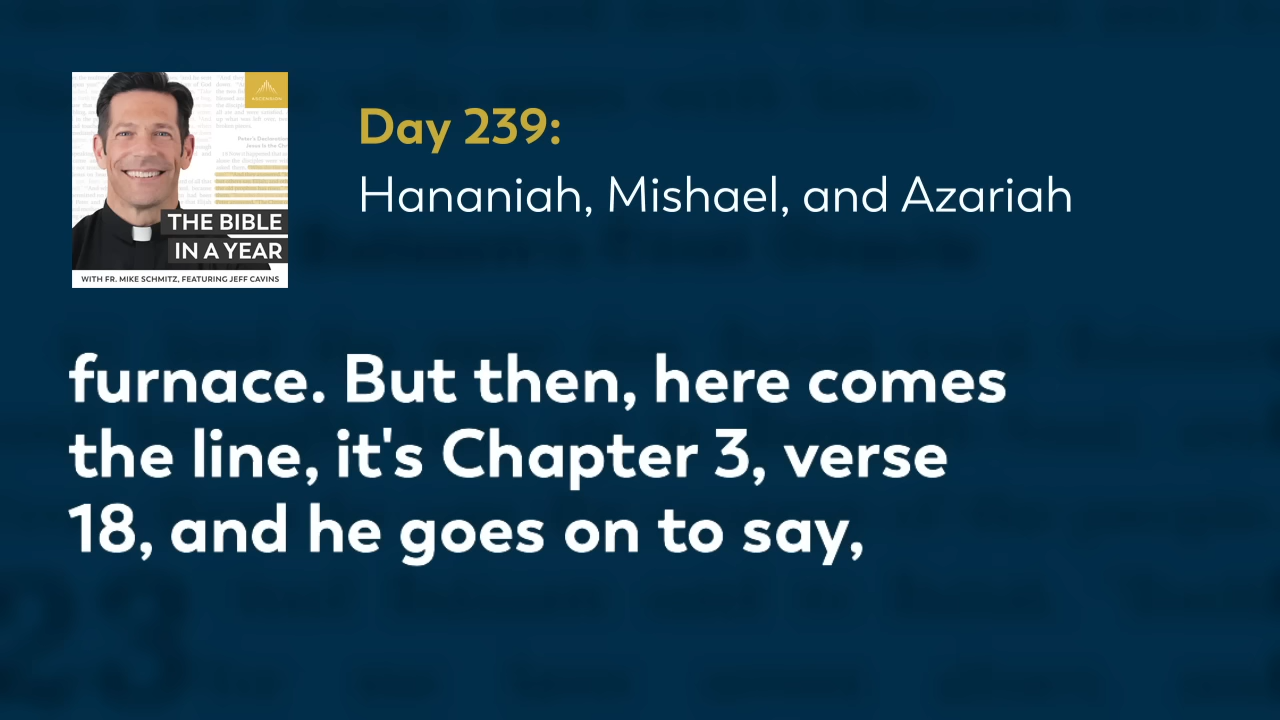 ASCENSION
THE BIBLE
IN A YEAR
WITH FR. MIKE SCHMITZ, FEATURING JEFF CAVINS
Day 239:
Hananiah, Mishael, and Azariah
furnace. But then, here comes
the line, it's Chapter 3, verse
18, and he goes on to say,